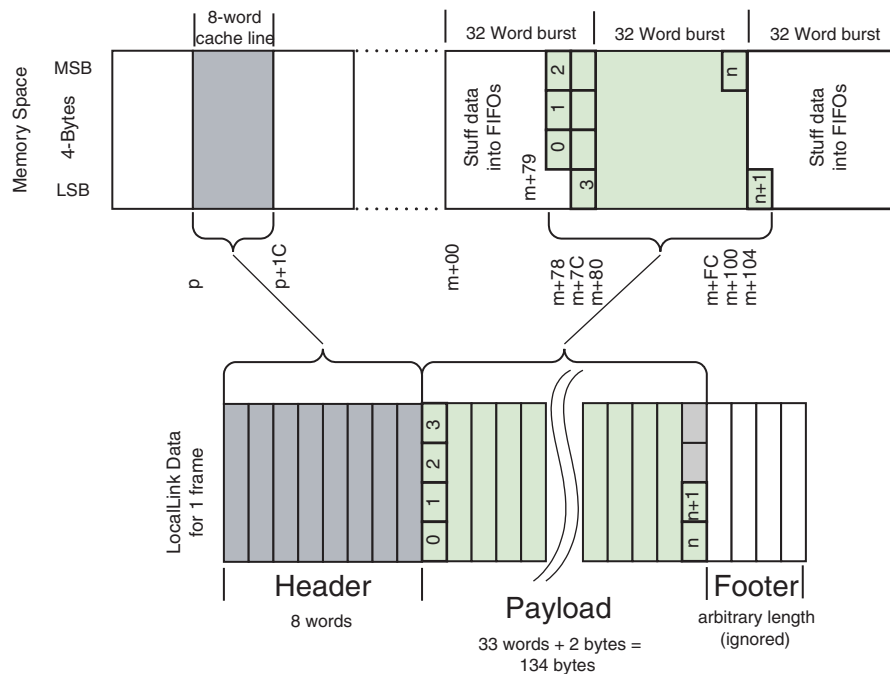 8-word
cache line
32 Word burst
32 Word burst
32 Word burst
Memory Space
MSB
4-Bytes
LSB
Stuff data
into FIFOs
m+79
2
1
0
3
n
n+1
Stuff data
into FIFOs
p
p+1C
m+00
m+78
m+7C
m+80
m+FC
m+100
m+104
LocalLink Data
for 1 frame
3
2
1
0
n+1
n
Header
8 words
Payload
33 words + 2 bytes =
134 bytes
Footer
arbitrary length
(ignored)